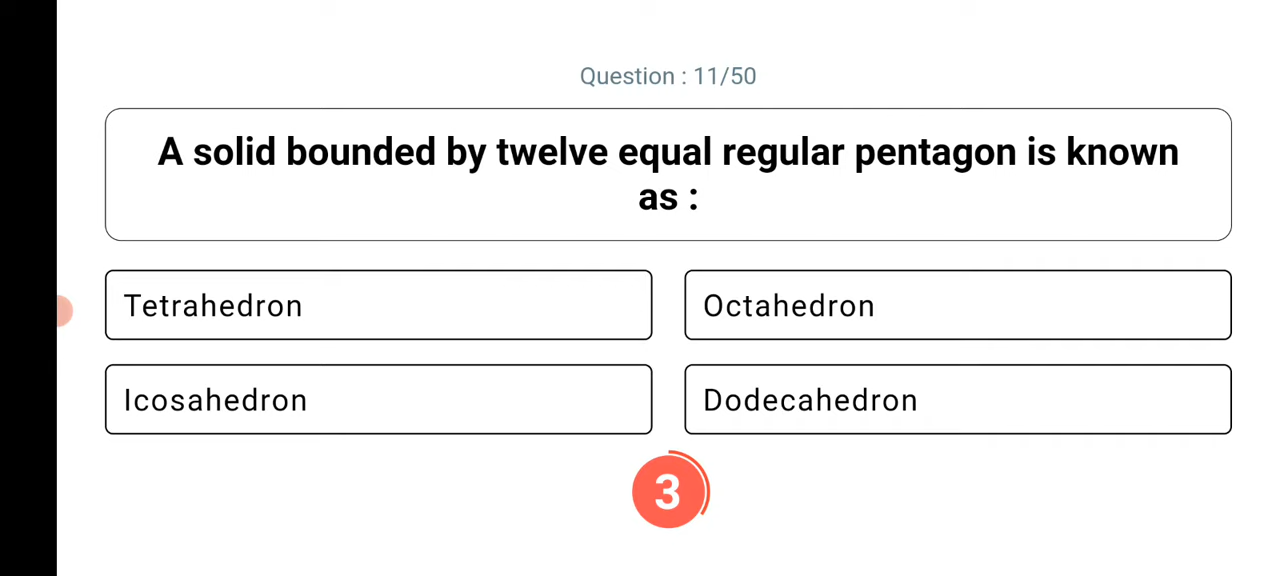 Question : 11/50
A solid bounded by twelve equal regular pentagon is known
as :
Tetrahedron
Octahedron
Icosahedron
Dodecahedron
3